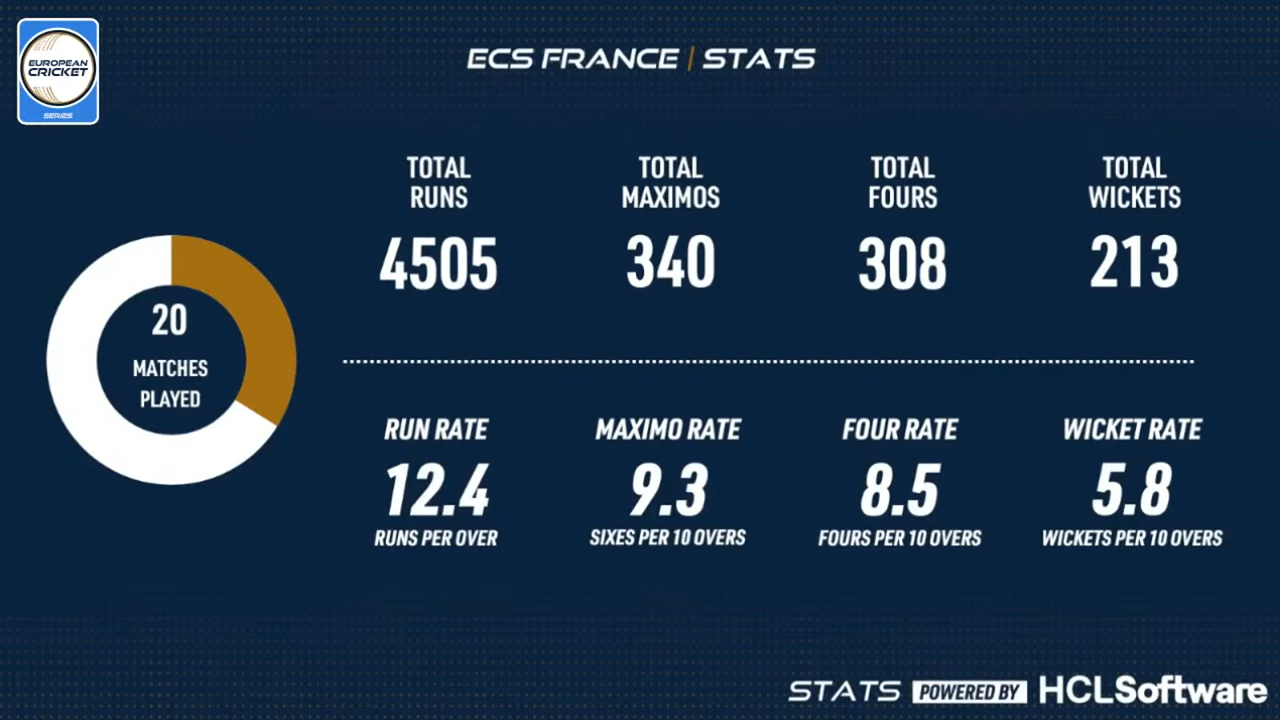 EUROPEAN
CRICKET
SERIES
ECS FRANCE | STATS
20
MATCHES
PLAYED
TOTAL
RUNS
4505
TOTAL
MAXIMOS
340
TOTAL
FOURS
308
TOTAL
WICKETS
213
RUN RATE
12.4
RUNS PER OVER
MAXIMO RATE
9.3
SIXES PER 10 OVERS
FOUR RATE
8.5
FOURS PER 10 OVERS
WICKET RATE
5.8
WICKETS PER 10 OVERS
STATS POWERED BY HCLSoftware